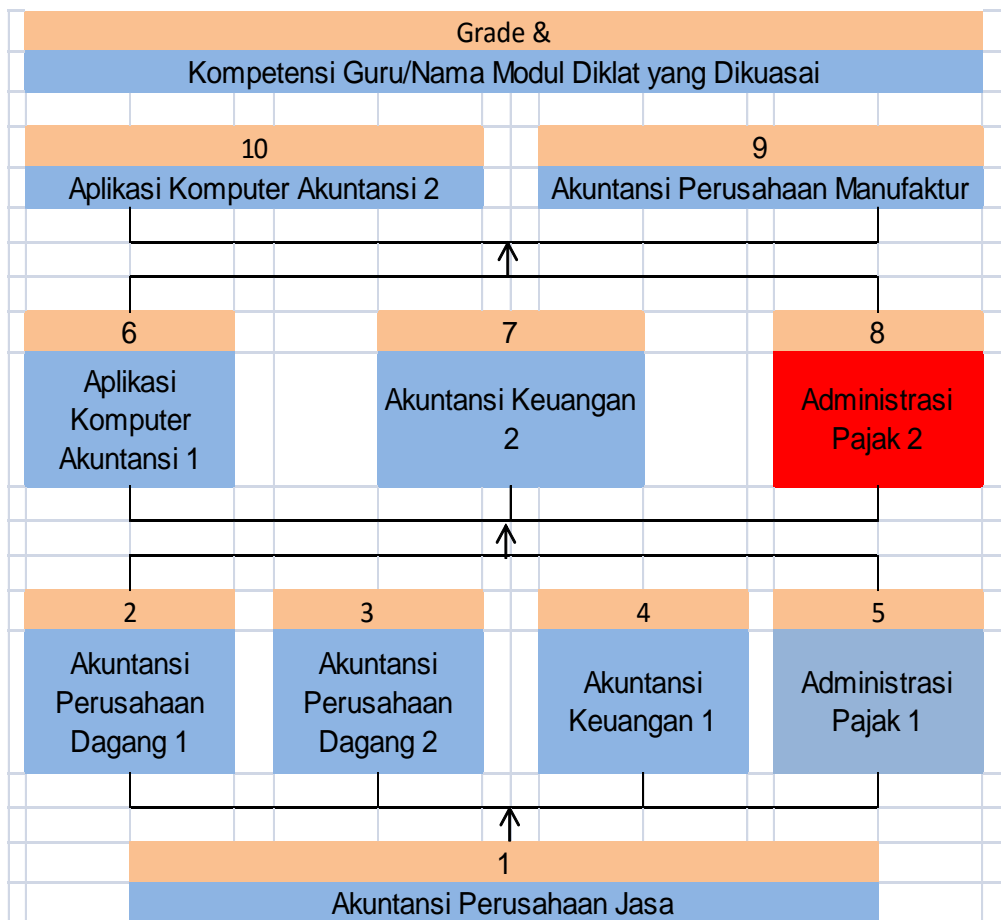 Grade &
Kompetensi Guru/Nama Modul Diklat yang Dikuasai
10
Aplikasi Komputer Akuntansi 2
9
Akuntansi Perusahaan Manufaktur
6
Aplikasi
Komputer
Akuntansi 1
7
Akuntansi Keuangan
2
8
Administrasi
Pajak 2
2
Akuntansi
Perusahaan
Dagang 1
3
Akuntansi
Perusahaan
Dagang 2
4
Akuntansi
Keuangan 1
5
Administrasi
Pajak 1
1
Akuntansi Perusahaan Jasa